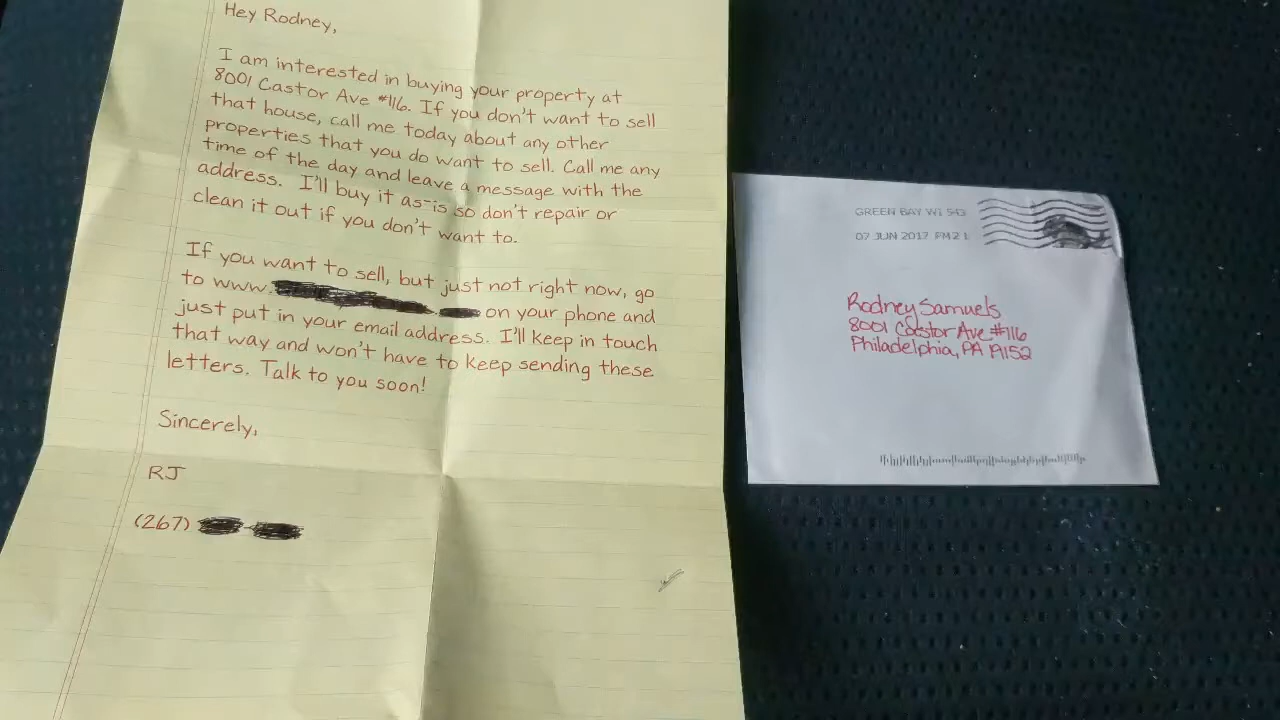 Hey Rodney,
I am interested in buying your property at
8001 Castor Ave #116. If you don't want to sell
that house, call me today about any other
properties that you do want to sell. Call me any
time of the day and leave a message with the
address. I'll buy it as-is so don't repair or
clean it out if you don't want to.
If you want to sell, but just not right now, go
to www. on your phone and
just put in your email address. I'll keep in touch
that way and won't have to keep sending these
letters. Talk to you soon!
Sincerely,
RJ
(267)
GREEN BAY WI 543
07 JUN 2017 PM 2 L
Rodney Samuels
8001 Castor Ave #116
Philadelphia, PA 19152